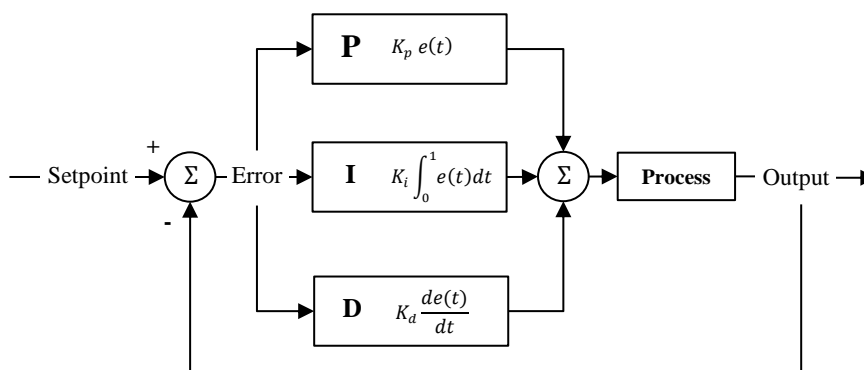 P K_p e(t)
+
Setpoint Σ Error I K_i ∫_0^1 e(t)dt Σ Process Output
-
D K_d de(t)/dt